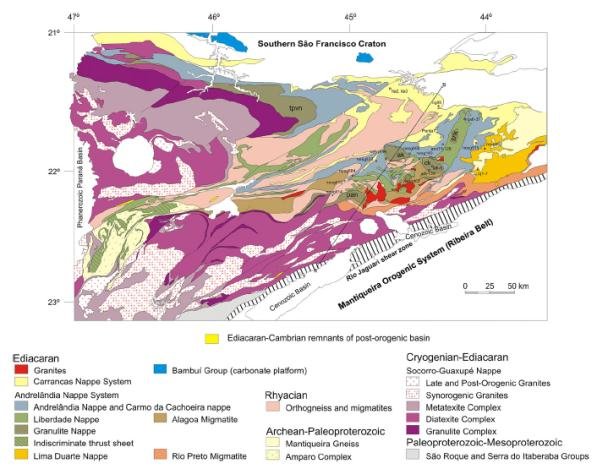 47° 46° 45° 44°
21°
Southern São Francisco Craton
tpvn
22°
Phanerozoic Paraná Basin
Cenozoic Basin
Rio Jaguari shear zone
Mantiqueira Orogenic System (Ribeira Belt)
Cenozoic Basin
0 25 50 km
23°
Ediacaran-Cambrian remnants of post-orogenic basin
Ediacaran
Granites
Carrancas Nappe System
Bambuí Group (carbonate platform)
Andrelândia Nappe System
Andrelândia Nappe and Carmo da Cachoeira nappe
Liberdade Nappe
Granulite Nappe
Indiscriminate thrust sheet
Lima Duarte Nappe
Alagoa Migmatite
Rio Preto Migmatite
Rhyacian
Orthogneiss and migmatites
Archean-Paleoproterozoic
Mantiqueira Gneiss
Amparo Complex
Cryogenian-Ediacaran
Socorro-Guaxupé Nappe
Late and Post-Orogenic Granites
Synorogenic Granites
Metatexite Complex
Diatexite Complex
Granulite Complex
Paleoproterozoic-Mesoproterozoic
São Roque and Serra do Itaberaba Groups